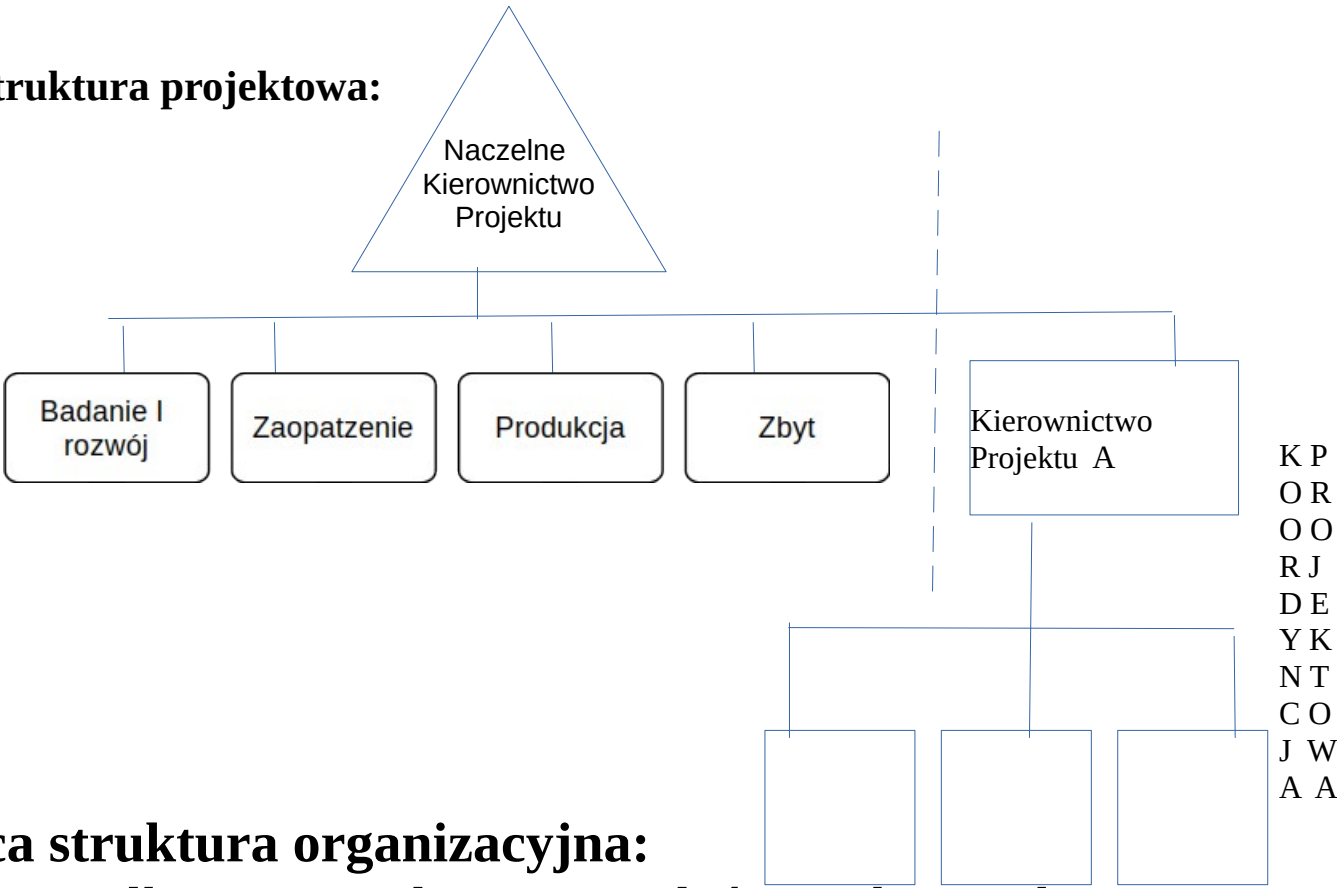 truktura projektowa:
Naczelne
Kierownictwo
Projektu
Badanie I
rozwój
Zaopatzenie
Produkcja
Zbyt
Kierownictwo
Projektu A
K P
O R
O O
R J
D E
Y K
N T
C O
J W
A A
ca struktura organizacyjna: